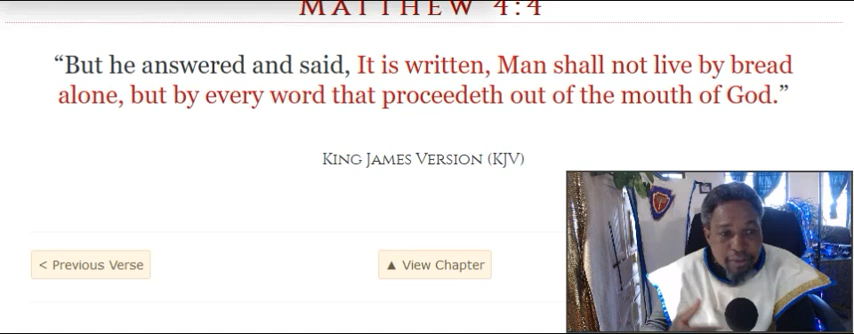 MATTHEW 4:4
“But he answered and said, It is written, Man shall not live by bread
alone, but by every word that proceedeth out of the mouth of God.”
King James Version (KJV)
< Previous Verse
▲ View Chapter